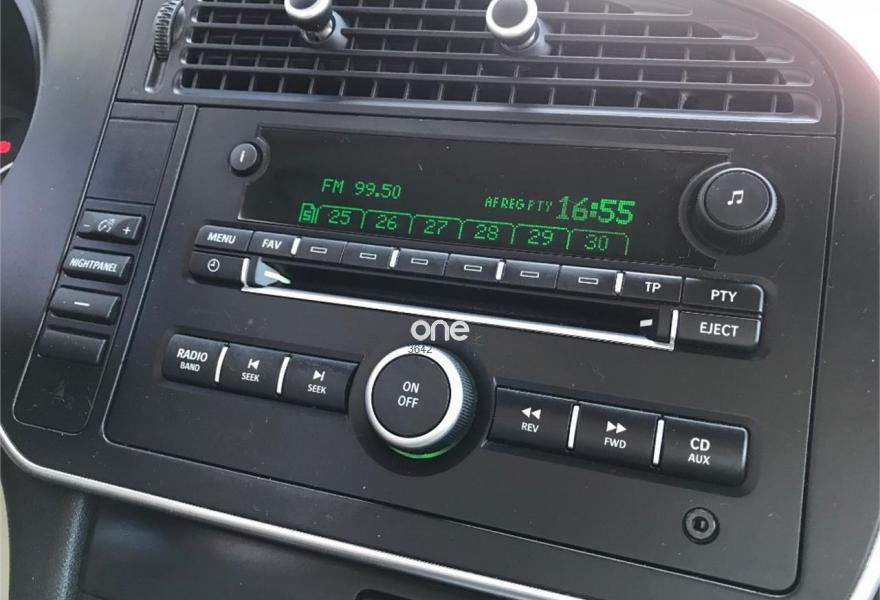 i
FM 99.50
AF REG PTY 16:55
S 25 26 27 28 29 30
MENU FAV TP PTY
EJECT
- +
NIGHTPANEL
one
3642
RADIO BAND
SEEK
SEEK
ON
OFF
REV
FWD
CD
AUX